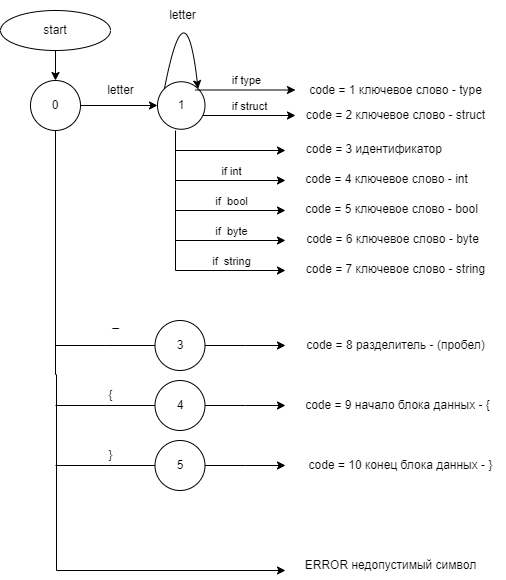 start
letter
0
letter
1
if type
code = 1 ключевое слово - type
if struct
code = 2 ключевое слово - struct
code = 3 идентификатор
if int
code = 4 ключевое слово - int
if bool
code = 5 ключевое слово - bool
if byte
code = 6 ключевое слово - byte
if string
code = 7 ключевое слово - string
_
3
code = 8 разделитель - (пробел)
{
4
code = 9 начало блока данных - {
}
5
code = 10 конец блока данных - }
ERROR недопустимый символ